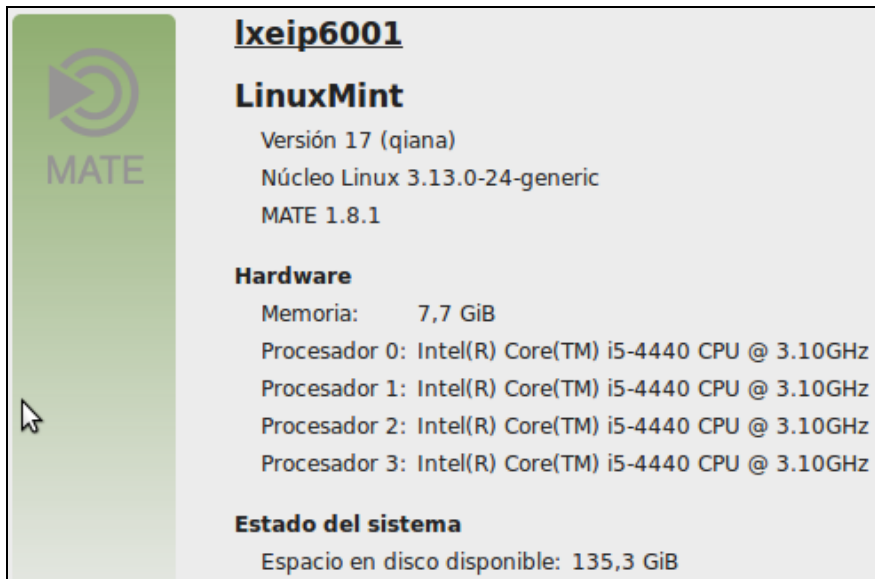 MATE
lxeip6001
LinuxMint
Versión 17 (qiana)
Núcleo Linux 3.13.0-24-generic
MATE 1.8.1
Hardware
Memoria: 7,7 GiB
Procesador 0: Intel(R) Core(TM) i5-4440 CPU @ 3.10GHz
Procesador 1: Intel(R) Core(TM) i5-4440 CPU @ 3.10GHz
Procesador 2: Intel(R) Core(TM) i5-4440 CPU @ 3.10GHz
Procesador 3: Intel(R) Core(TM) i5-4440 CPU @ 3.10GHz
Estado del sistema
Espacio en disco disponible: 135,3 GiB